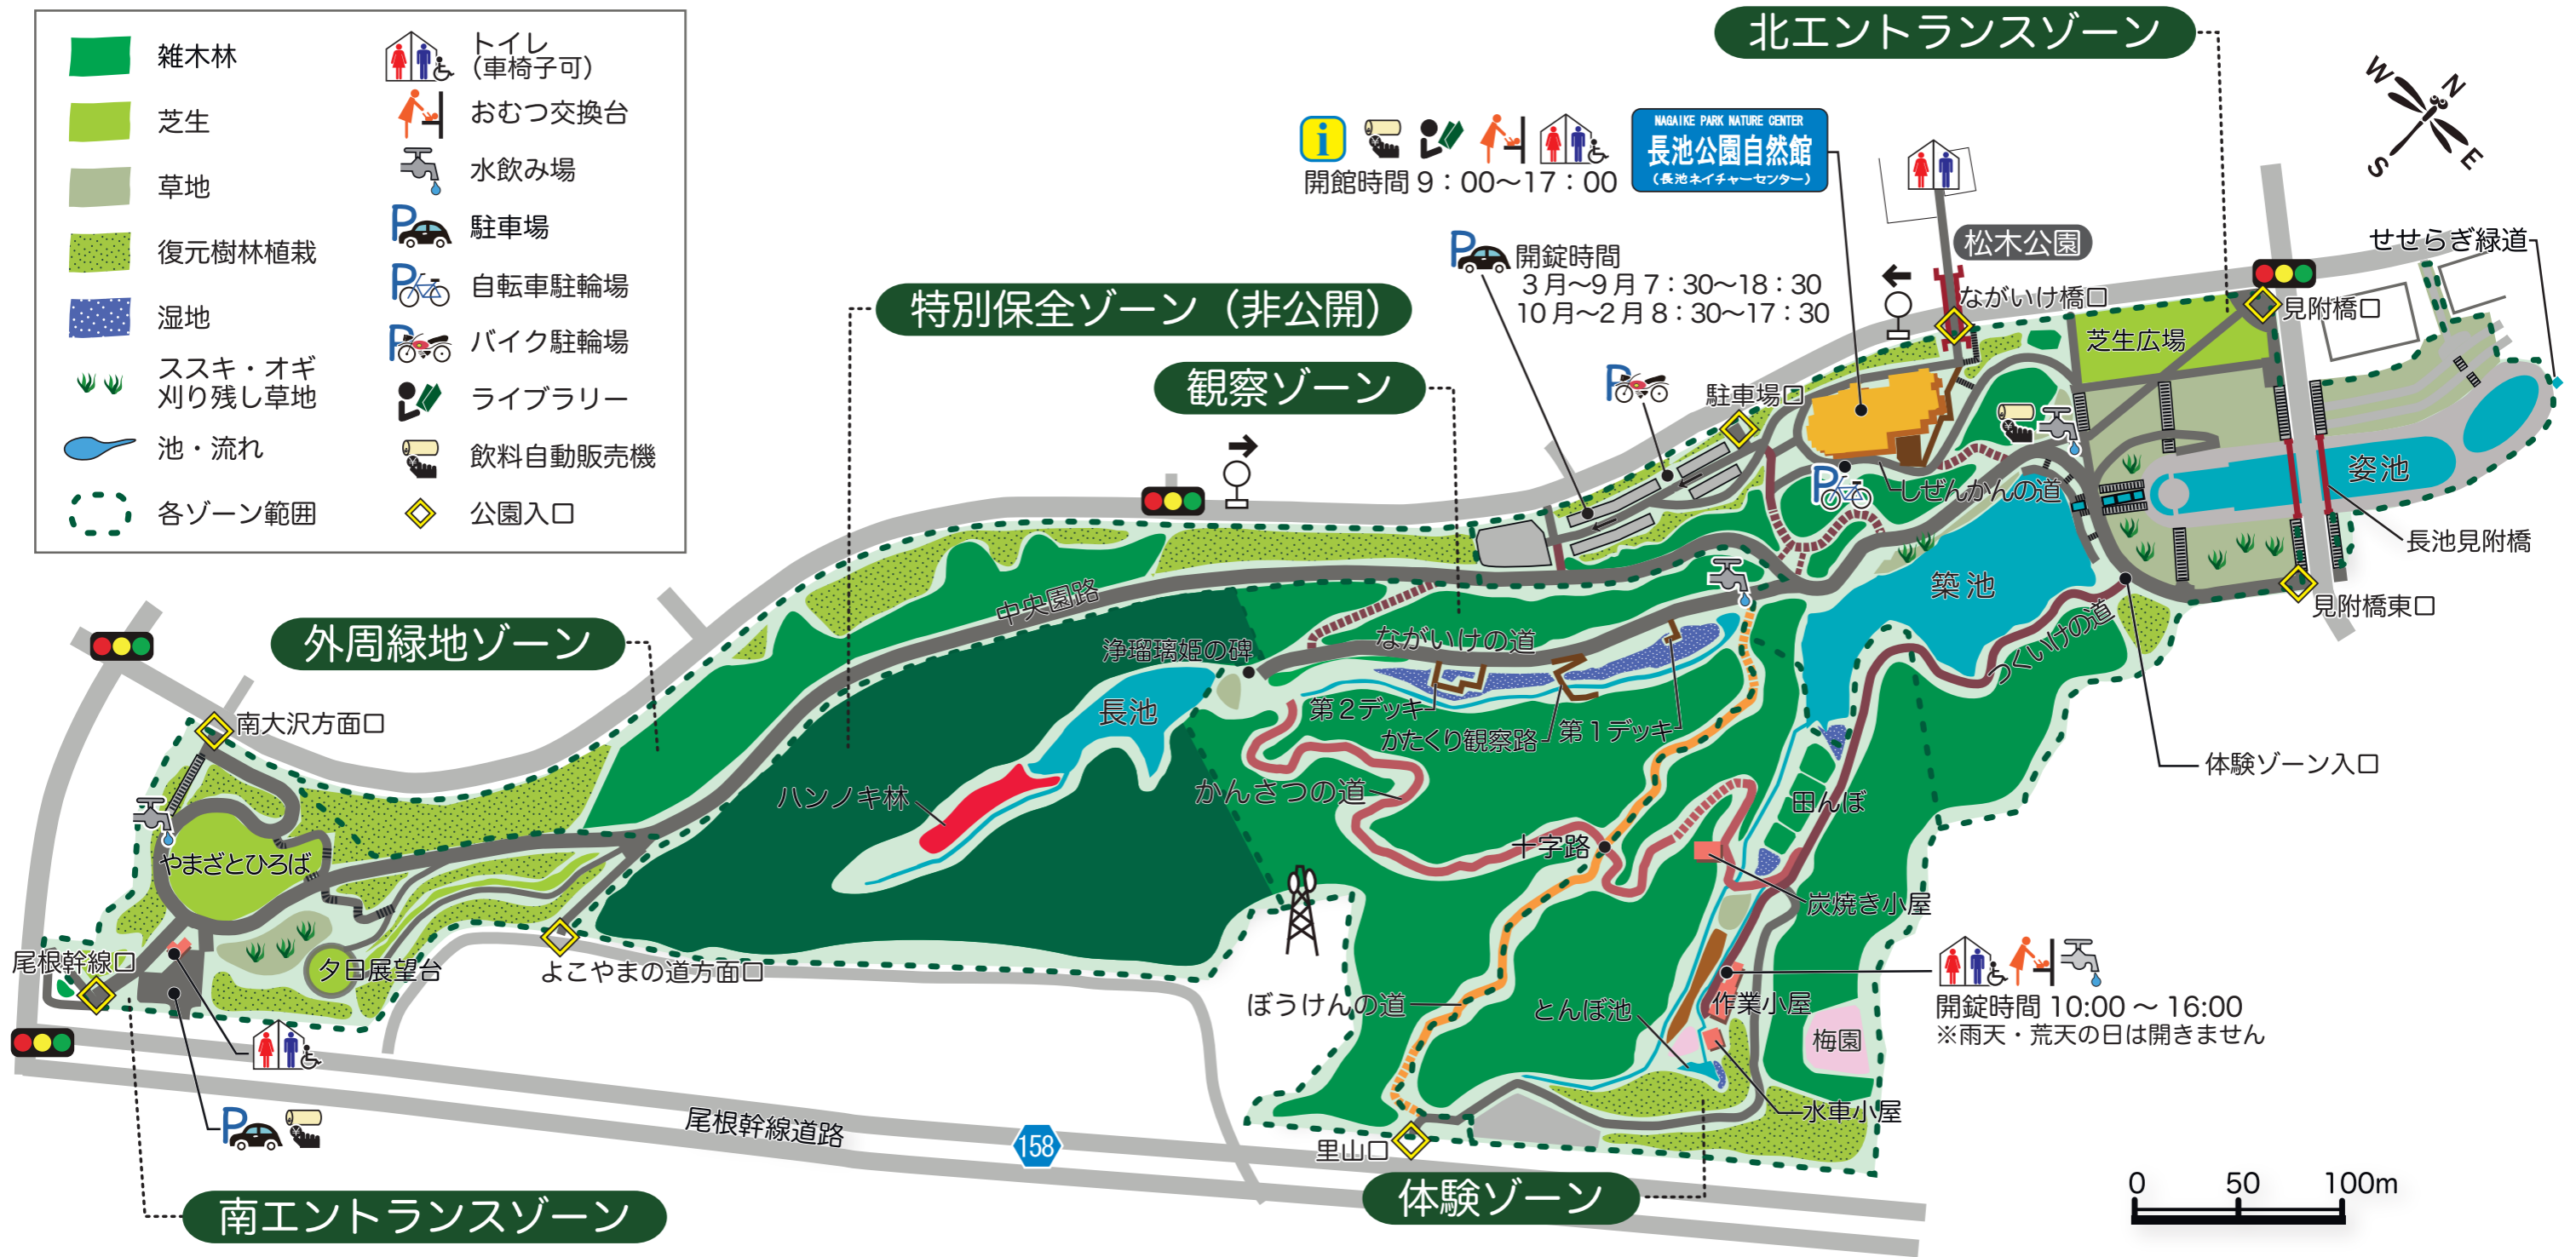 雑木林
芝生
草地
復元樹林植栽
湿地
ススキ・オギ
刈り残し草地
池・流れ
各ゾーン範囲
トイレ
(車椅子可)
おむつ交換台
水飲み場
P 駐車場
P 自転車駐輪場
P バイク駐輪場
ライブラリー
¥ 飲料自動販売機
公園入口
北エントランスゾーン
W N
S E
i
¥
開館時間 9：00〜17：00
NAGAIKE PARK NATURE CENTER
長池公園自然館
(長池ネイチャーセンター)
松木公園
せせらぎ緑道
P 開錠時間
3月〜9月 7：30〜18：30
10月〜2月 8：30〜17：30
特別保全ゾーン（非公開）
ながいけ橋口
見附橋口
芝生広場
観察ゾーン
P
駐車場口
¥
姿池
P
しぜんかんの道
長池見附橋
築池
中央園路
見附橋東口
外周緑地ゾーン
ながいけの道
つくいけの道
浄瑠璃姫の碑
長池
第2デッキ
かたくり観察路
第1デッキ
南大沢方面口
体験ゾーン入口
ハンノキ林
かんさつの道
田んぼ
十字路
やまざとひろば
炭焼き小屋
尾根幹線口
夕日展望台
よこやまの道方面口
ぼうけんの道
とんぼ池
作業小屋
梅園
開錠時間 10:00 〜 16:00
※雨天・荒天の日は開きません
P
¥
尾根幹線道路
158
里山口
水車小屋
南エントランスゾーン
体験ゾーン
0 50 100m